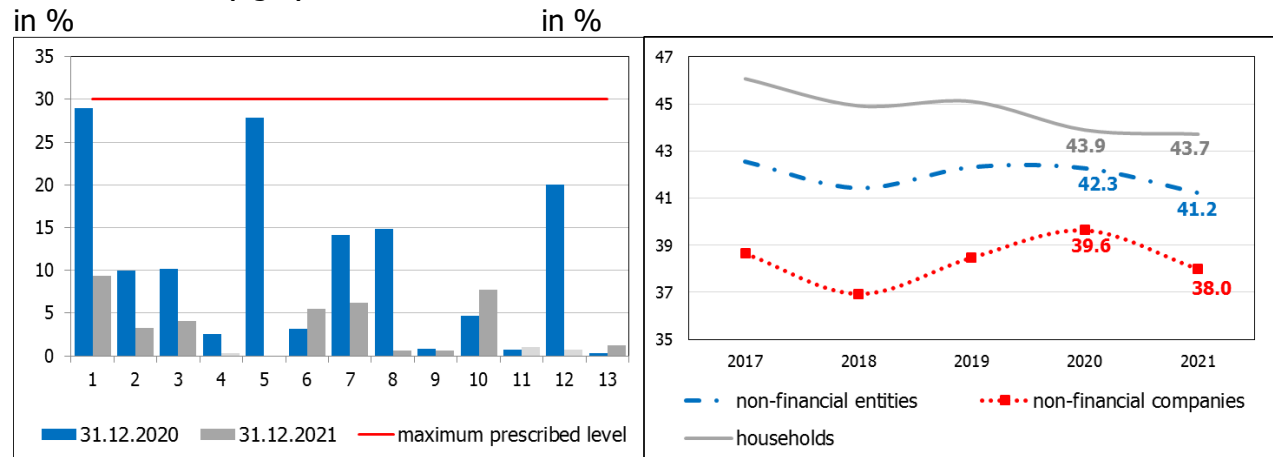 in %
in %
35
30
25
20
15
10
5
0
1 2 3 4 5 6 7 8 9 10 11 12 13
31.12.2020 31.12.2021 maximum prescribed level
47
45
43
41
39
37
35
43.9 43.7
42.3
41.2
39.6
38.0
2017 2018 2019 2020 2021
non-financial entities non-financial companies
households